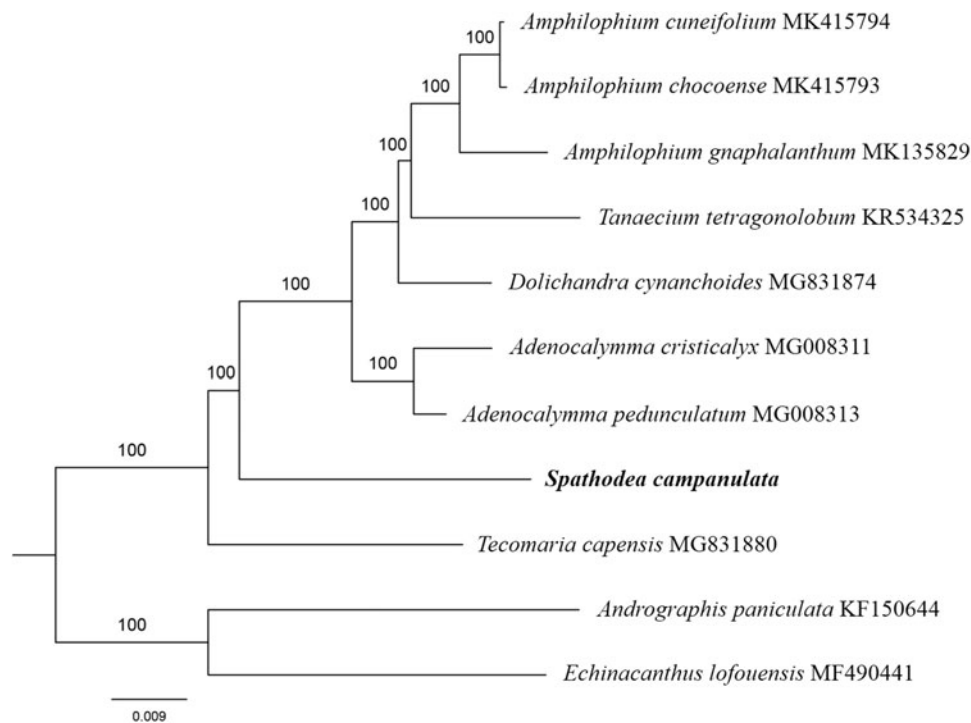 Amphilophium cuneifolium MK415794
100
Amphilophium chocoense MK415793
100
Amphilophium gnaphalanthum MK135829
100
Tanaecium tetragonolobum KR534325
100
Dolichandra cynanchoides MG831874
100
Adenocalymma cristicalyx MG008311
100
100
Adenocalymma pedunculatum MG008313
100
Spathodea campanulata
Tecomaria capensis MG831880
Andrographis paniculata KF150644
100
Echinacanthus lofouensis MF490441
0.009